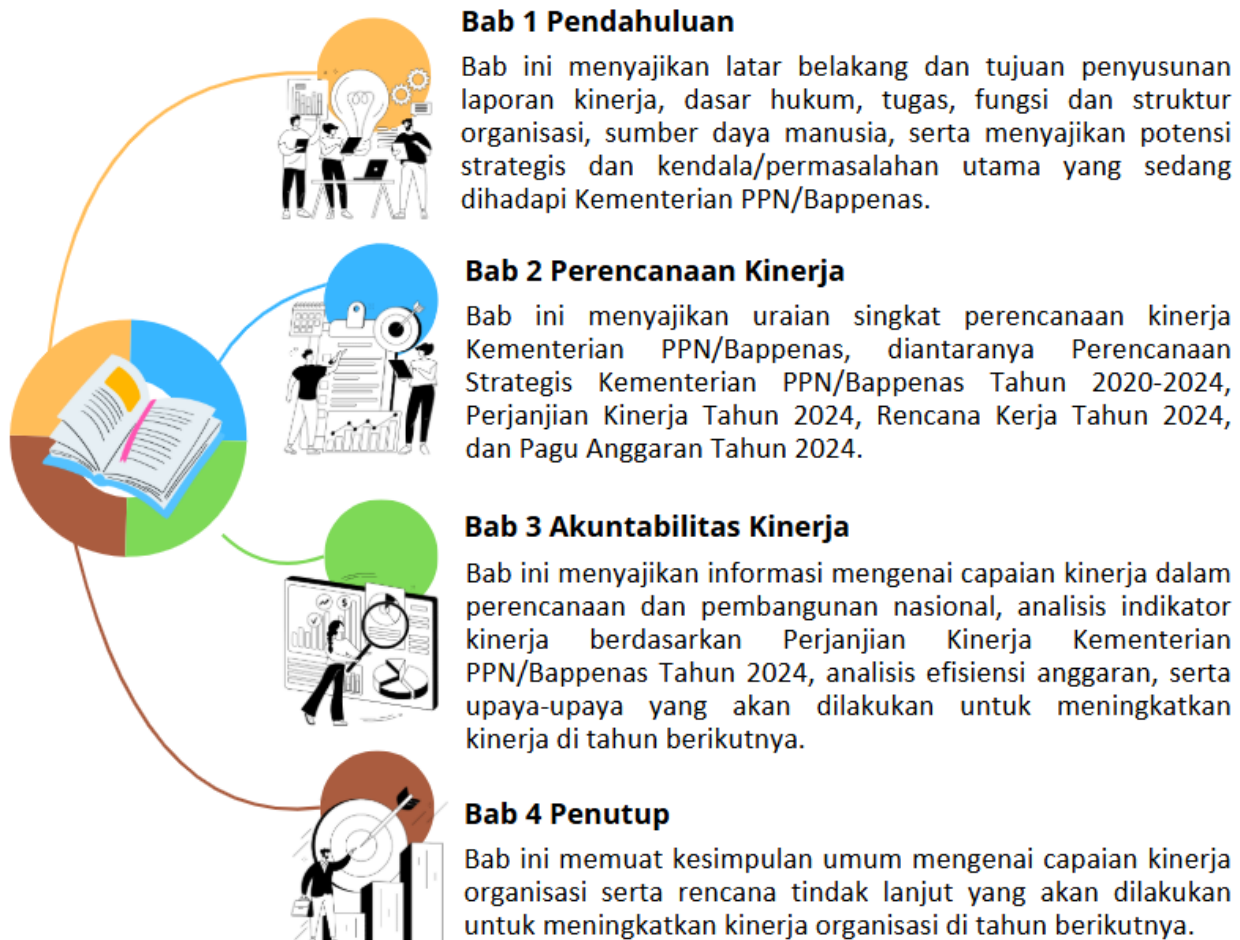 Bab 1 Pendahuluan
Bab ini menyajikan latar belakang dan tujuan penyusunan
laporan kinerja, dasar hukum, tugas, fungsi dan struktur
organisasi, sumber daya manusia, serta menyajikan potensi
strategis dan kendala/permasalahan utama yang sedang
dihadapi Kementerian PPN/Bappenas.
Bab 2 Perencanaan Kinerja
Bab ini menyajikan uraian singkat perencanaan kinerja
Kementerian PPN/Bappenas, diantaranya Perencanaan
Strategis Kementerian PPN/Bappenas Tahun 2020-2024,
Perjanjian Kinerja Tahun 2024, Rencana Kerja Tahun 2024,
dan Pagu Anggaran Tahun 2024.
Bab 3 Akuntabilitas Kinerja
Bab ini menyajikan informasi mengenai capaian kinerja dalam
perencanaan dan pembangunan nasional, analisis indikator
kinerja berdasarkan Perjanjian Kinerja Kementerian
PPN/Bappenas Tahun 2024, analisis efisiensi anggaran, serta
upaya-upaya yang akan dilakukan untuk meningkatkan
kinerja di tahun berikutnya.
Bab 4 Penutup
Bab ini memuat kesimpulan umum mengenai capaian kinerja
organisasi serta rencana tindak lanjut yang akan dilakukan
untuk meningkatkan kinerja organisasi di tahun berikutnya.